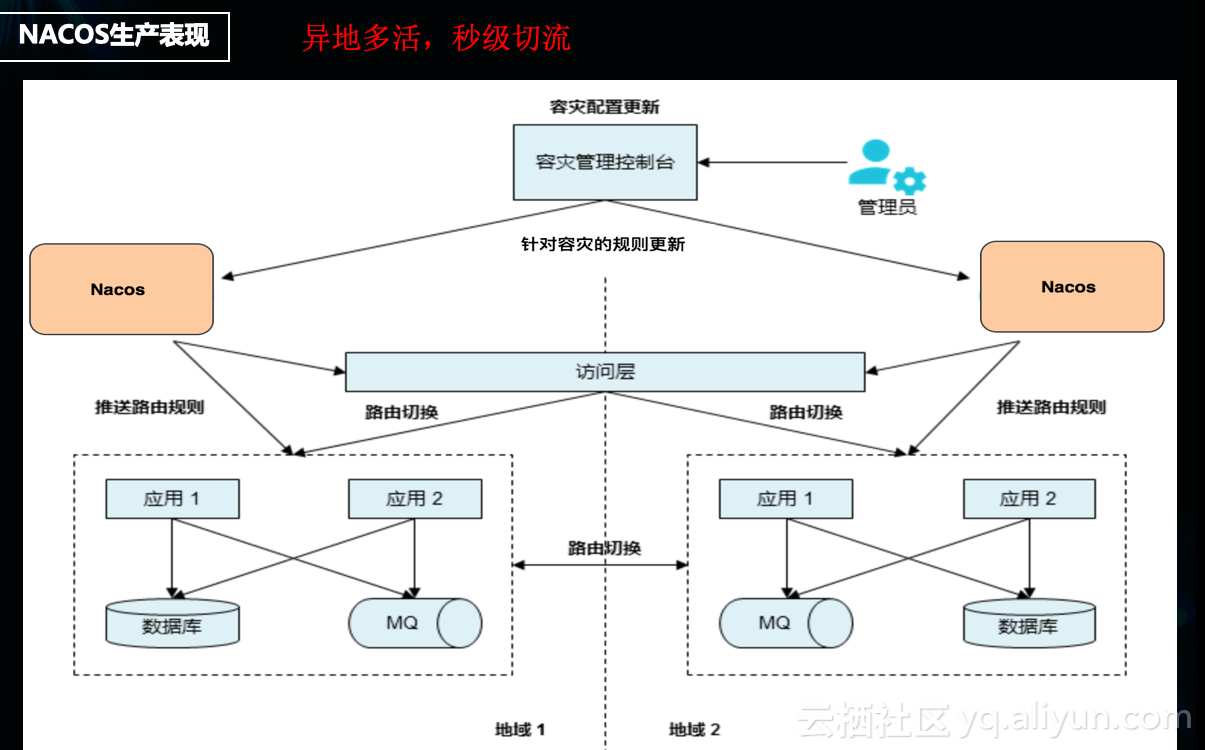 NACOS生产表现
异地多活，秒级切流
容灾配置更新
容灾管理控制台
管理员
针对容灾的规则更新
Nacos
Nacos
访问层
推送路由规则
路由切换
路由切换
推送路由规则
应用 1
应用 2
应用 1
应用 2
路由切换
数据库
MQ
MQ
数据库
地域 1
地域 2
云栖社区 yq.aliyun.com